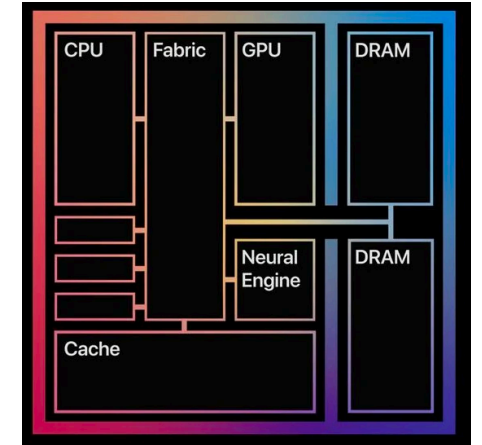 CPU
Fabric
GPU
DRAM
Neural
Engine
DRAM
Cache